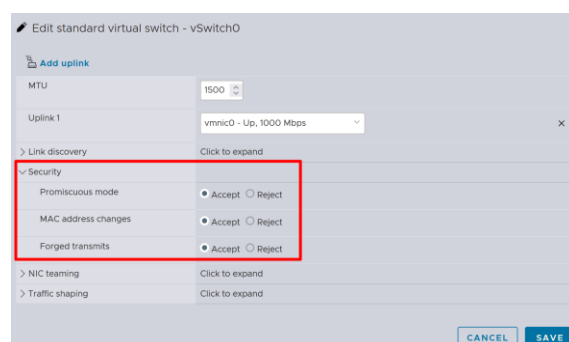 Edit standard virtual switch - vSwitch0
Add uplink
MTU 1500
Uplink 1 vmnic0 - Up, 1000 Mbps
Link discovery Click to expand
Security
Promiscuous mode Accept Reject
MAC address changes Accept Reject
Forged transmits Accept Reject
NIC teaming Click to expand
Traffic shaping Click to expand
CANCEL SAVE